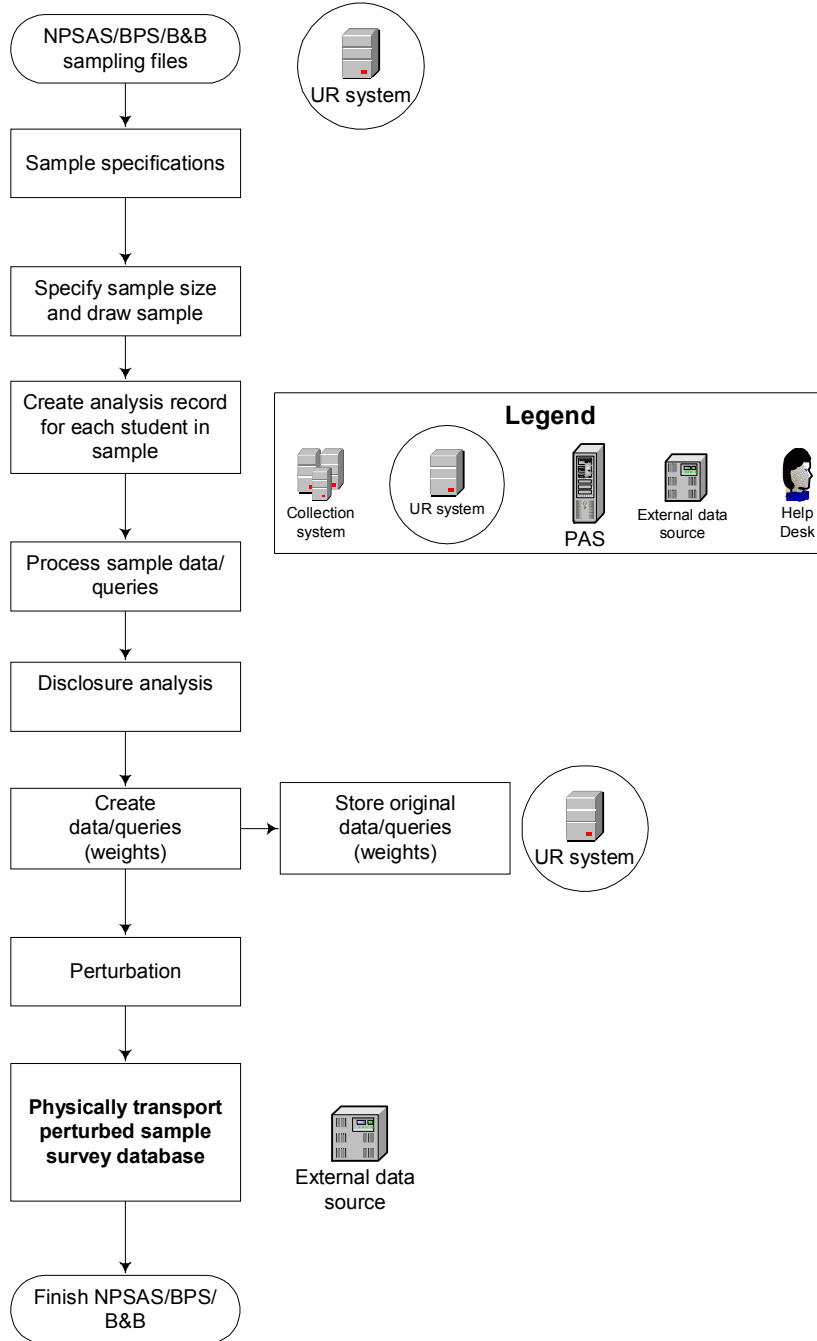 NPSAS/BPS/B&B
sampling files
UR system
Sample specifications
Specify sample size
and draw sample
Create analysis record
for each student in
sample
Legend
Collection
system
UR system
PAS
External data
source
Help
Desk
Process sample data/
queries
Disclosure analysis
Create
data/queries
(weights)
Store original
data/queries
(weights)
UR system
Perturbation
Physically transport
perturbed sample
survey database
External data
source
Finish NPSAS/BPS/
B&B